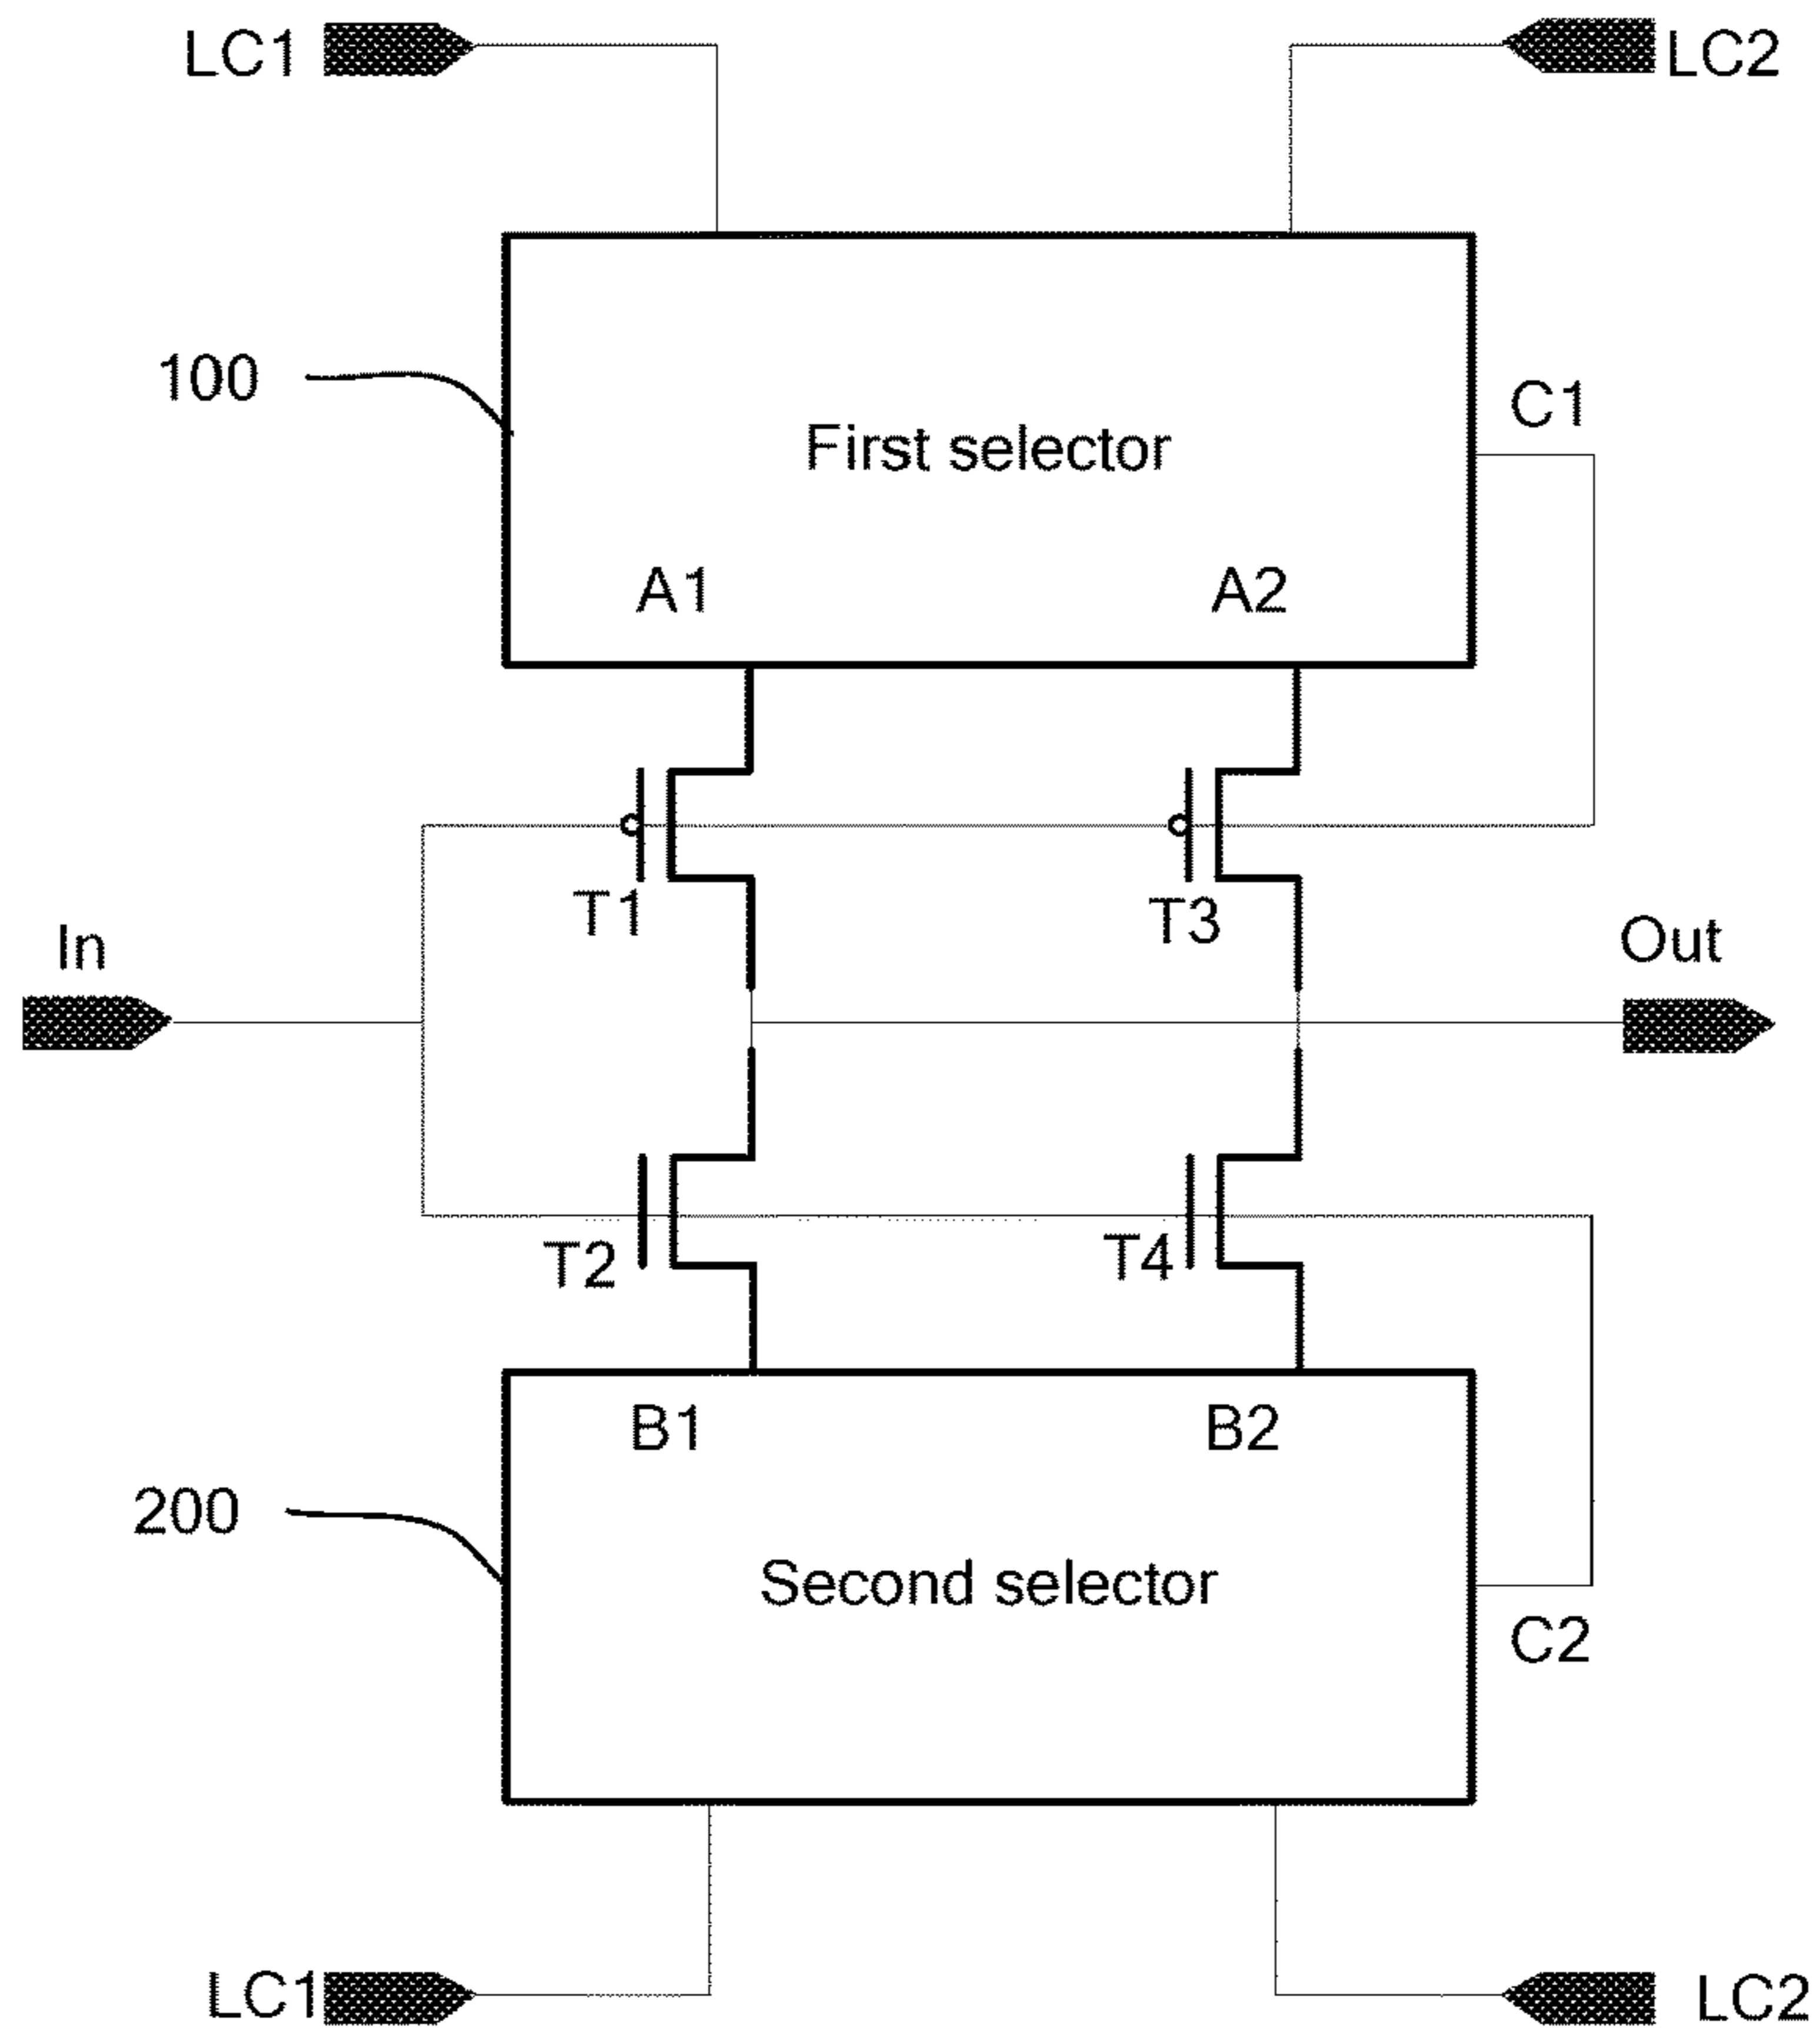 LC1
LC2
100
C1
First selector
A1
A2
T1
T3
In
Out
T2
T4
B1
B2
200
Second selector
C2
LC1
LC2